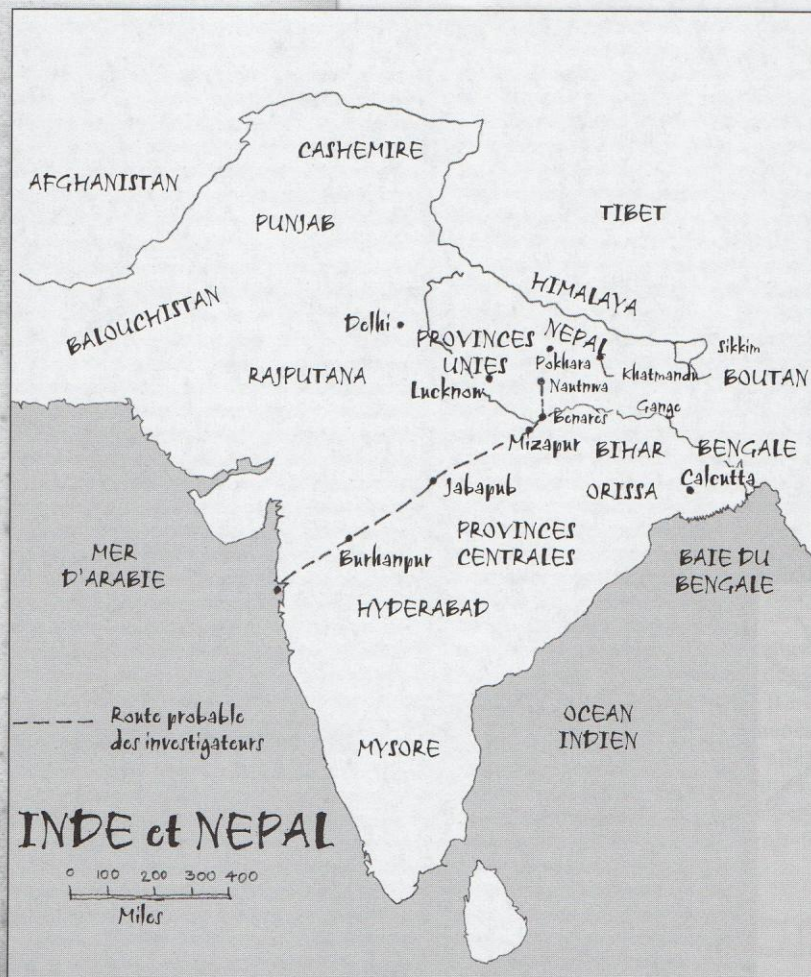 CASHEMIRE
AFGHANISTAN
PUNJAB
TIBET
HIMALAYA
BALOUCHISTAN
Delhi
PROVINCES
UNIES
NEPAL
Pokhara
Khatmandu
Sikkim
BOUTAN
RAJPUTANA
Lucknow
Nautnwa
Benarès
Gange
Mizapur
BIHAR
BENGALE
Jabapub
ORISSA
Calcutta
PROVINCES
CENTRALES
Burhanpur
MER
D'ARABIE
BAIE DU
BENGALE
HYDERABAD
Route probable
des investigateurs
OCEAN
INDIEN
MYSORE
INDE et NEPAL
0 100 200 300 400
Miles